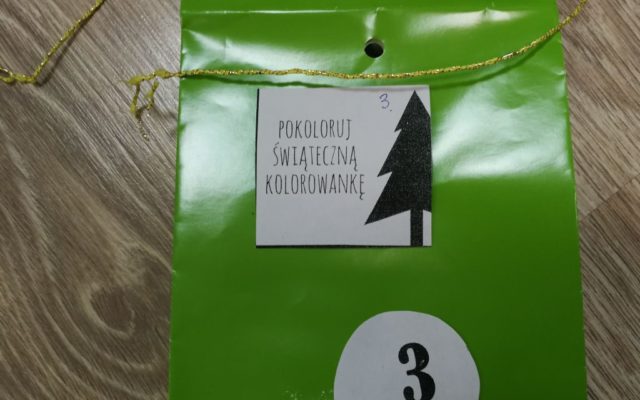 3.
POKOLORUJ
ŚWIĄTECZNĄ
KOLOROWANKĘ
3